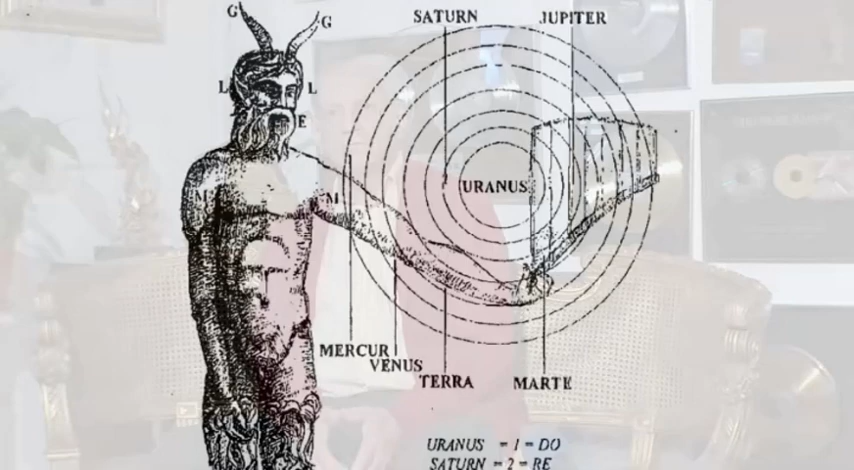 G G SATURN JUPITER
L L
E
URANUS
M M
MERCUR
VENUS
TERRA MARTE
URANUS = 1 = DO
SATURN = 2 = RE